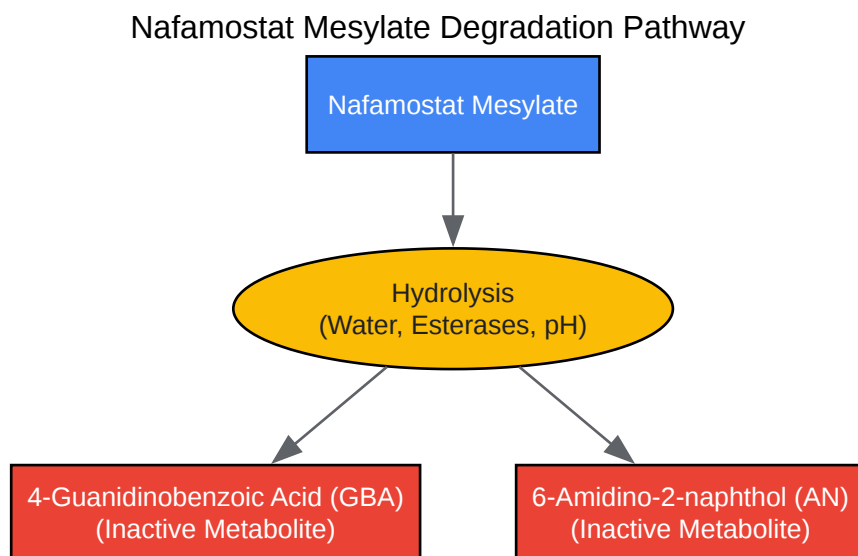 Nafamostat Mesylate Degradation Pathway
Nafamostat Mesylate
Hydrolysis
(Water, Esterases, pH)
4-Guanidinobenzoic Acid (GBA)
(Inactive Metabolite)
6-Amidino-2-naphthol (AN)
(Inactive Metabolite)